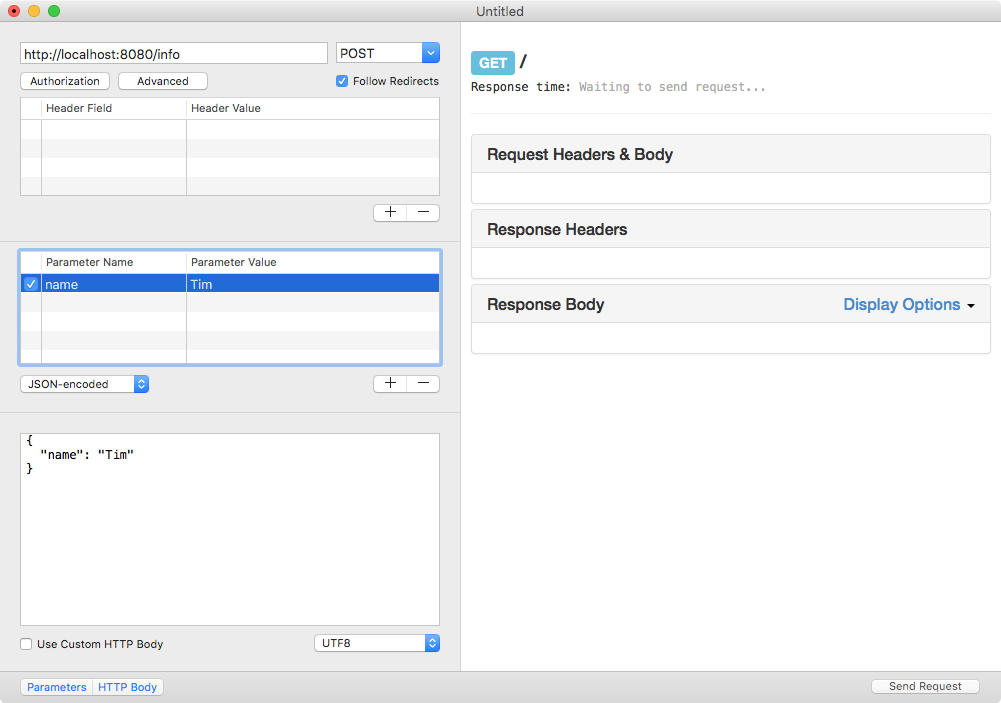 Untitled
http://localhost:8080/info
POST
Authorization
Advanced
Follow Redirects
Header Field
Header Value
Parameter Name
Parameter Value
name
Tim
JSON-encoded
{
"name": "Tim"
}
Use Custom HTTP Body
UTF8
Parameters
HTTP Body
GET /
Response time: Waiting to send request...
Request Headers & Body
Response Headers
Response Body
Display Options
Send Request